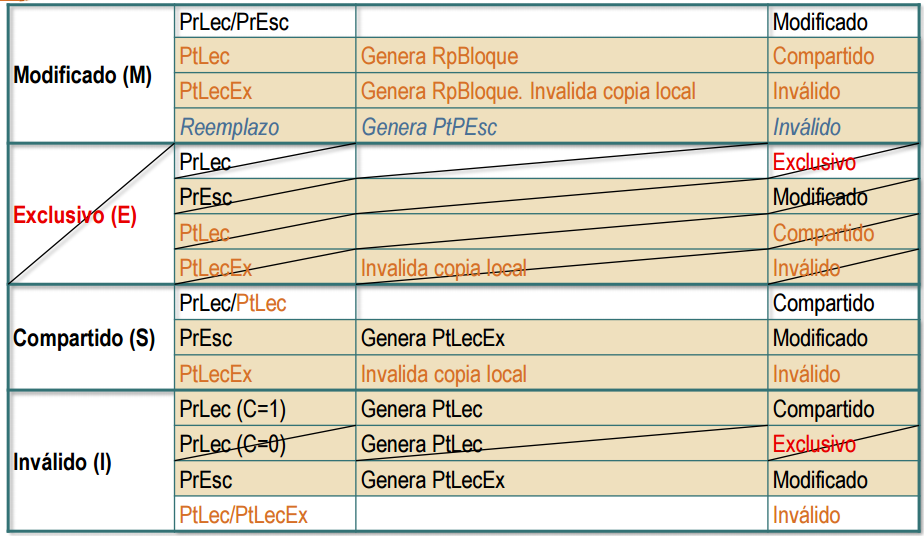 PrLec/PrEsc Modificado
Modificado (M)
PtLec Genera RpBloque Compartido
PtLecEx Genera RpBloque. Invalida copia local Inválido
Reemplazo Genera PtPEsc Inválido
PrLec Exclusivo
Exclusivo (E)
PrEsc Modificado
PtLec Compartido
PtLecEx Invalida copia local Inválido
PrLec/PtLec Compartido
Compartido (S)
PrEsc Genera PtLecEx Modificado
PtLecEx Invalida copia local Inválido
PrLec (C=1) Genera PtLec Compartido
Inválido (I)
PrLec (C=0) Genera PtLec Exclusivo
PrEsc Genera PtLecEx Modificado
PtLec/PtLecEx Inválido